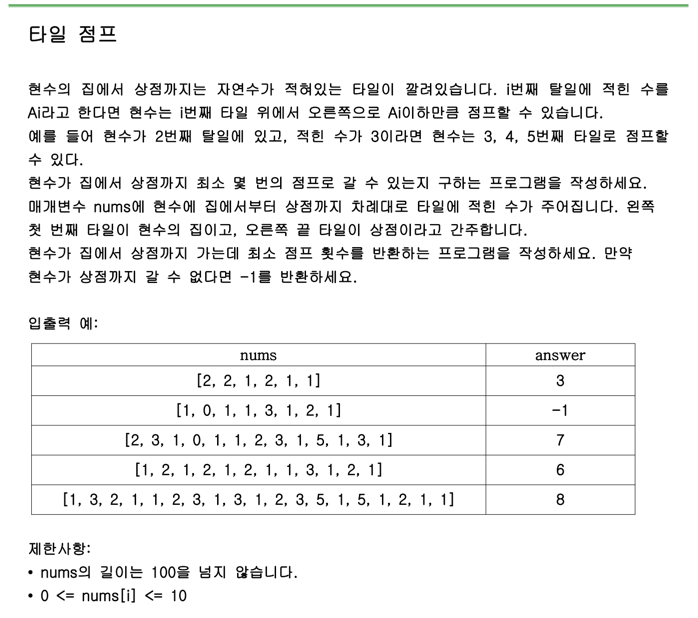 타일 점프
현수의 집에서 상점까지는 자연수가 적혀있는 타일이 깔려있습니다. i번째 탈일에 적힌 수를
Ai라고 한다면 현수는 i번째 타일 위에서 오른쪽으로 Ai이하만큼 점프할 수 있습니다.
예를 들어 현수가 2번째 탈일에 있고, 적힌 수가 3이라면 현수는 3, 4, 5번째 타일로 점프할
수 있다.
현수가 집에서 상점까지 최소 몇 번의 점프로 갈 수 있는지 구하는 프로그램을 작성하세요.
매개변수 nums에 현수에 집에서부터 상점까지 차례대로 타일에 적힌 수가 주어집니다. 왼쪽
첫 번째 타일이 현수의 집이고, 오른쪽 끝 타일이 상점이라고 간주합니다.
현수가 집에서 상점까지 가는데 최소 점프 횟수를 반환하는 프로그램을 작성하세요. 만약
현수가 상점까지 갈 수 없다면 -1를 반환하세요.
입출력 예:
nums answer
[2, 2, 1, 2, 1, 1] 3
[1, 0, 1, 1, 3, 1, 2, 1] -1
[2, 3, 1, 0, 1, 1, 2, 3, 1, 5, 1, 3, 1] 7
[1, 2, 1, 2, 1, 2, 1, 1, 3, 1, 2, 1] 6
[1, 3, 2, 1, 1, 2, 3, 1, 3, 1, 2, 3, 5, 1, 5, 1, 2, 1, 1] 8
제한사항:
• nums의 길이는 100을 넘지 않습니다.
• 0 <= nums[i] <= 10